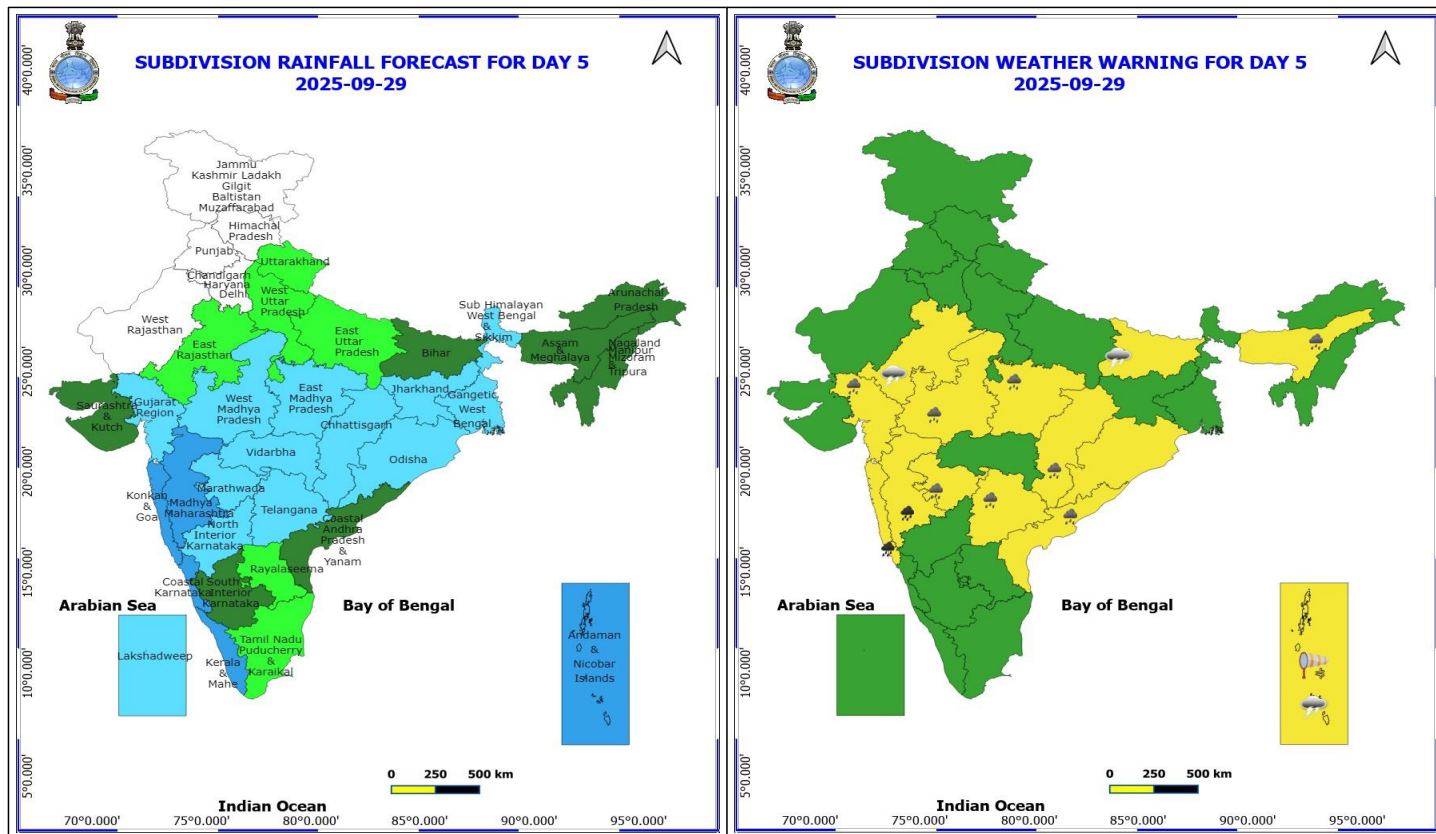 SUBDIVISION RAINFALL FORECAST FOR DAY 5
2025-09-29
40°0.000'
35°0.000'
30°0.000'
25°0.000'
20°0.000'
15°0.000'
10°0.000'
5°0.000'
Jammu
Kashmir Ladakh
Gilgit
Baltistan
Muzaffarabad
Himachal
Pradesh
Punjab
Chandigarh
Haryana
Delhi
Uttarakhand
West
Uttar
Pradesh
West
Rajasthan
East
Rajasthan
East
Uttar
Pradesh
Bihar
Sub Himalayan
West Bengal
&
Sikkim
Arunachal
Pradesh
Assam
&
Meghalaya
Nagaland
Manipur
Mizoram
&
Tripura
Saurashtra
&
Kutch
Gujarat
Region
West
Madhya
Pradesh
East
Madhya
Pradesh
Jharkhand
Gangetic
West
Bengal
Chhattisgarh
Vidarbha
Odisha
Konkan
&
Goa
Madhya
Maharashtra
Marathwada
Telangana
North
Interior
Karnataka
Coastal
Andhra
Pradesh
&
Yanam
Rayalaseema
Coastal
Karnataka
South
Interior
Karnataka
Arabian Sea
Bay of Bengal
Lakshadweep
Kerala
&
Mahe
Tamil Nadu
Puducherry
&
Karaikal
Andaman
&
Nicobar
Islands
0 250 500 km
Indian Ocean
70°0.000' 75°0.000' 80°0.000' 85°0.000' 90°0.000' 95°0.000'
SUBDIVISION WEATHER WARNING FOR DAY 5
2025-09-29
40°0.000'
35°0.000'
30°0.000'
25°0.000'
20°0.000'
15°0.000'
10°0.000'
5°0.000'
Arabian Sea
Bay of Bengal
0 250 500 km
Indian Ocean
70°0.000' 75°0.000' 80°0.000' 85°0.000' 90°0.000' 95°0.000'